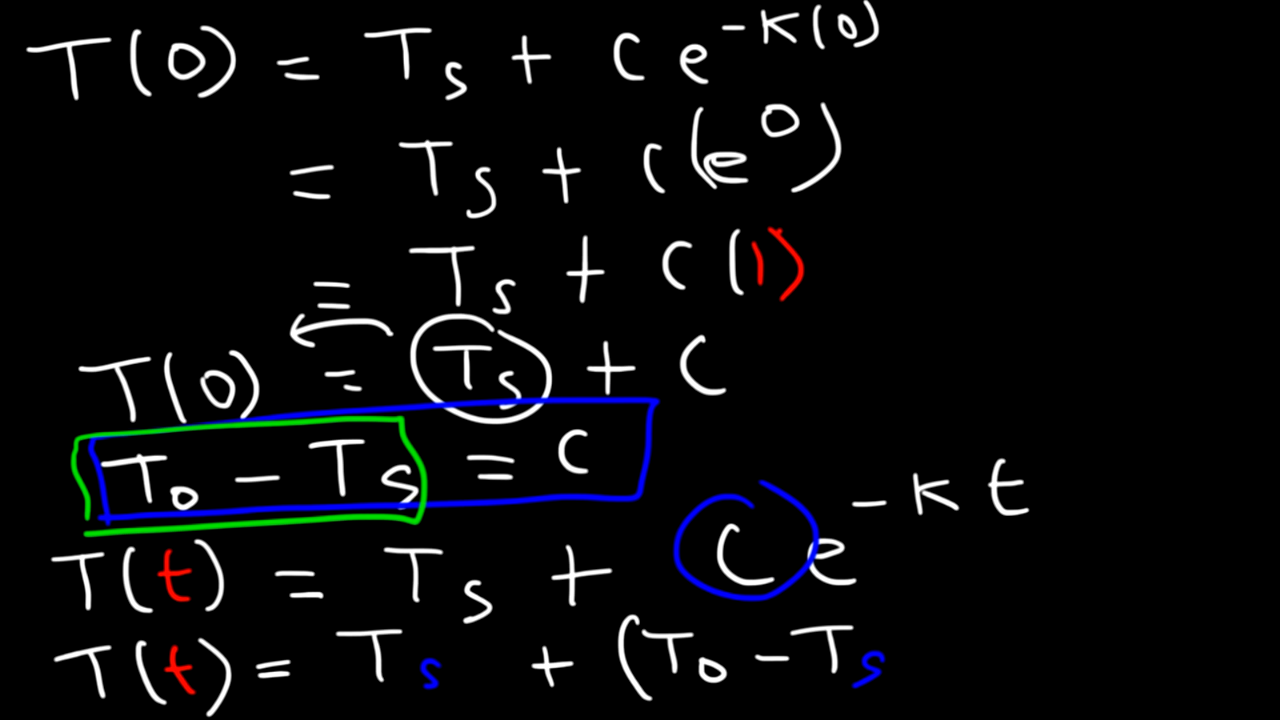 T(0) = Ts + Ce^-K(0)
= Ts + C(e^0)
= Ts + C(1)
T(0) = Ts + C
T0 - Ts = C
T(t) = Ts + Ce^-Kt
T(t) = Ts + (T0 - Ts